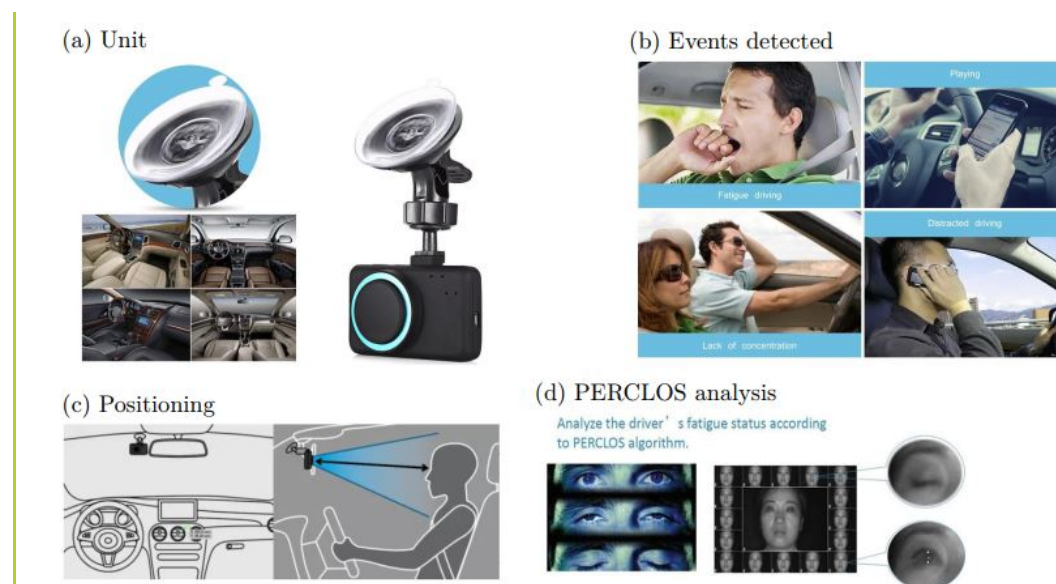 (a) Unit
(b) Events detected
Playing
Fatigue driving
Distracted driving
Lack of concentration
(c) Positioning
(d) PERCLOS analysis
Analyze the driver’s fatigue status according
to PERCLOS algorithm.